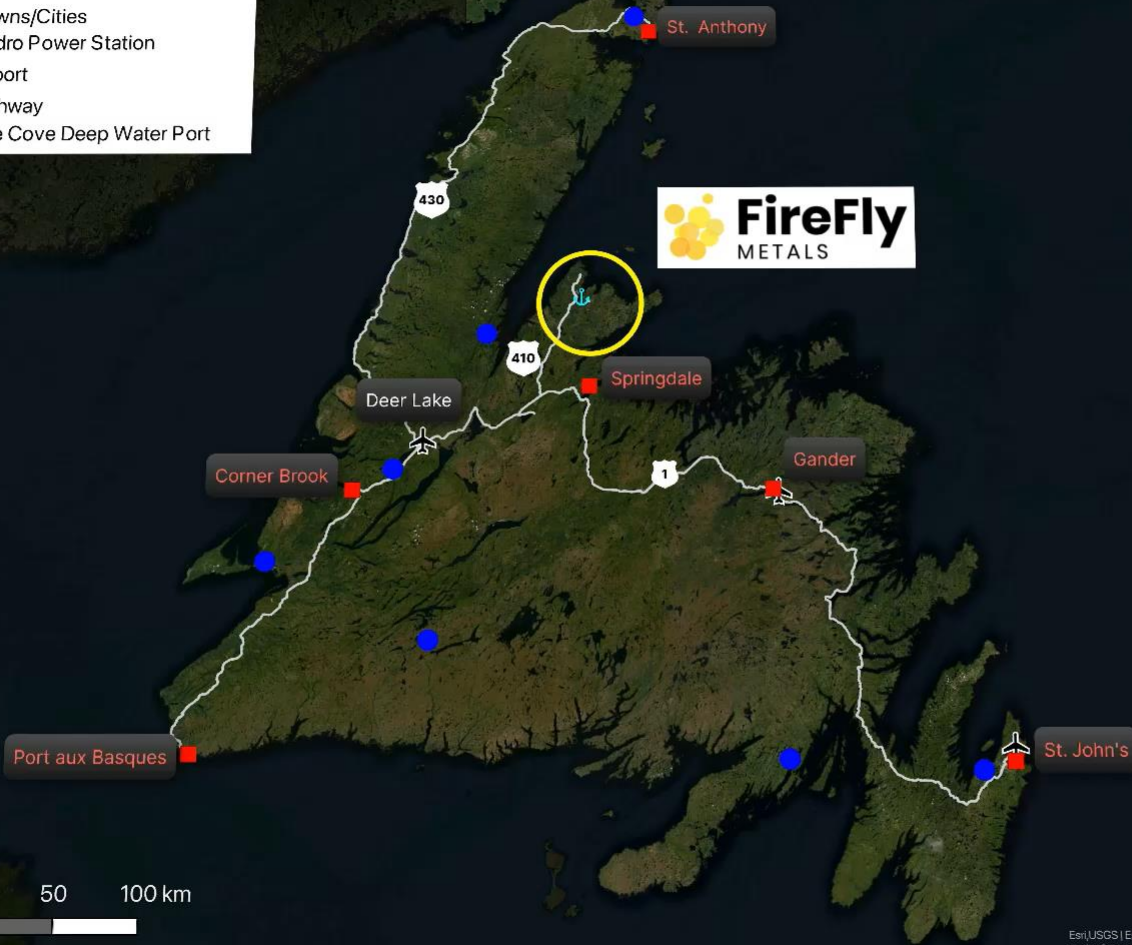 wns/Cities
dro Power Station
port
hway
e Cove Deep Water Port
St. Anthony
430
FireFly
METALS
410
Springdale
Deer Lake
Corner Brook
1
Gander
Port aux Basques
St. John's
50 100 km
Esri,USGS | E